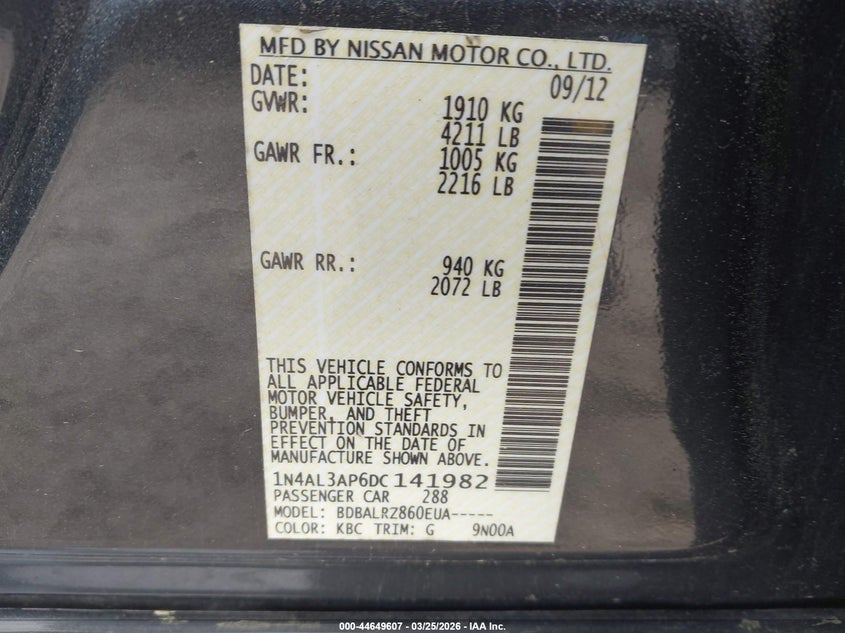 MFD BY NISSAN MOTOR CO., LTD.
DATE: 09/12
GVWR: 1910 KG
4211 LB
GAWR FR.: 1005 KG
2216 LB
GAWR RR.: 940 KG
2072 LB
THIS VEHICLE CONFORMS TO
ALL APPLICABLE FEDERAL
MOTOR VEHICLE SAFETY,
BUMPER, AND THEFT
PREVENTION STANDARDS IN
EFFECT ON THE DATE OF
MANUFACTURE SHOWN ABOVE.
1N4AL3AP6DC141982
PASSENGER CAR 288
MODEL: BDBALRZ860EUA-----
COLOR: KBC TRIM: G 9N00A
000-44649607 - 03/25/2026 - IAA Inc.